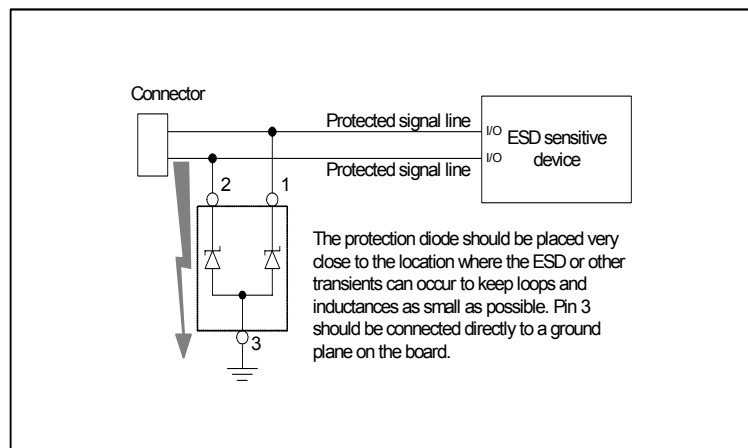 Connector
Protected signal line
I/O
ESD sensitive
device
Protected signal line
I/O
2
1
The protection diode should be placed very
close to the location where the ESD or other
transients can occur to keep loops and
inductances as small as possible. Pin 3
should be connected directly to a ground
plane on the board.
3